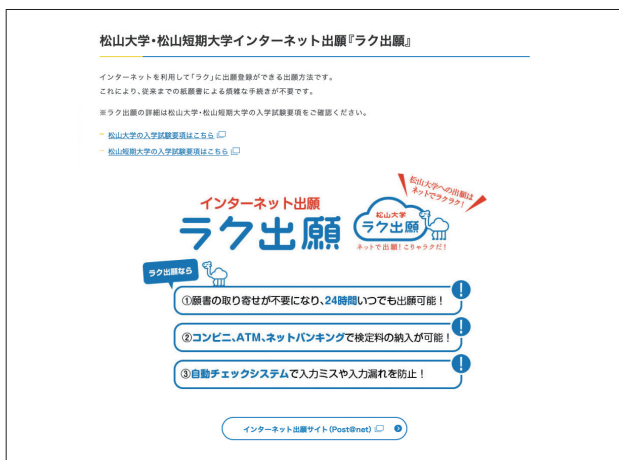 松山大学・松山短期大学インターネット出願『ラク出願』
インターネットを利用して「ラク」に出願登録ができる出願方法です。
これにより、従来までの紙願書による煩雑な手続きが不要です。
※ラク出願の詳細は松山大学・松山短期大学の入学試験要項をご確認ください。
松山大学の入学試験要項はこちら
松山短期大学の入学試験要項はこちら
松山大学への出願は
ネットでラクラク!
インターネット出願
ラク出願
松山大学
ラク出願
ネットで出願!こりゃラクだ!
ラク出願なら
①願書の取り寄せが不要になり、24時間いつでも出願可能!
②コンビニ、ATM、ネットバンキングで検定料の納入が可能!
③自動チェックシステムで入力ミスや入力漏れを防止!
インターネット出願サイト(Post@net)